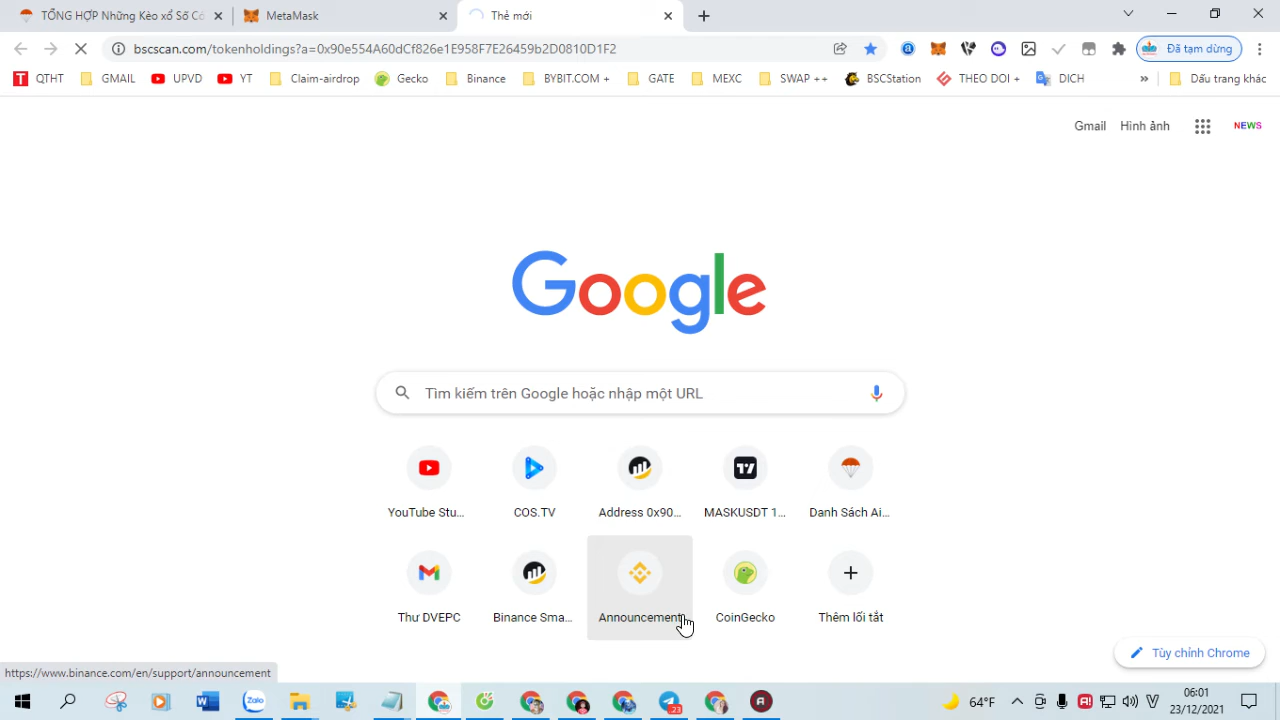 TỔNG HỢP Những Kèo xổ Số Có
MetaMask
Thẻ mới
bscscan.com/tokenholdings?a=0x90e554A60dCf826e1E958F7E26459b2D0810D1F2
Đã tạm dừng
QTHT
GMAIL
UPVD
YT
Claim-airdrop
Gecko
Binance
BYBIT.COM +
GATE
MEXC
SWAP ++
BSCStation
THEO DOI +
DICH
»
Dấu trang khác
Gmail
Hình ảnh
NEWS
Google
Tìm kiếm trên Google hoặc nhập một URL
YouTube Stu...
COS.TV
Address 0x90...
MASKUSDT 1...
Danh Sách Ai...
Thư DVEPC
Binance Sma...
Announcement
CoinGecko
Thêm lối tắt
Tùy chỉnh Chrome
https://www.binance.com/en/support/announcement
Zalo
23
64°F
06:01
23/12/2021